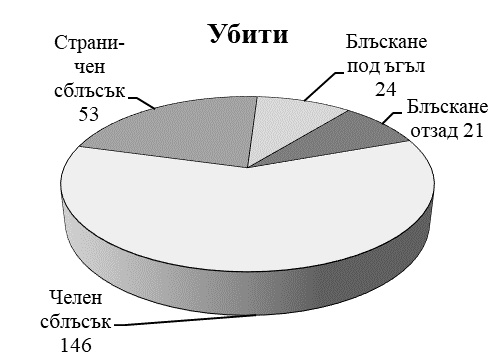 Убити
Страни-
чен
сблъсък
53
Блъскане
под ъгъл
24
Блъскане
отзад 21
Челен
сблъсък
146